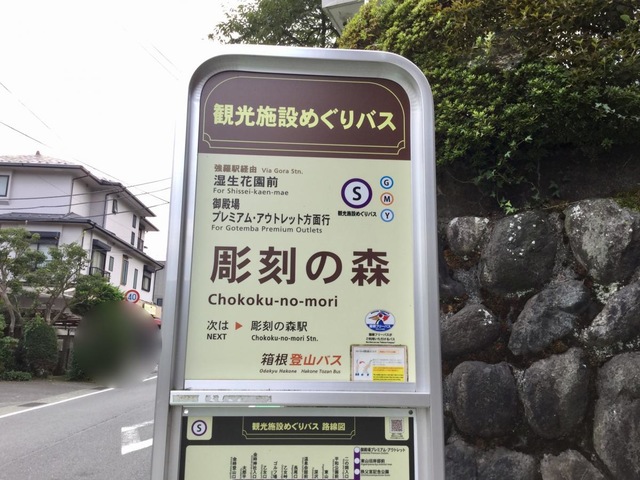 観光施設めぐりバス
強羅駅経由 Via Gora Stn.
湿生花園前
For Shissei-kaen-mae
御殿場
プレミアム・アウトレット方面行
For Gotemba Premium Outlets
S
G
M
Y
観光施設めぐりバス
彫刻の森
Chokoku-no-mori
次は ▶ 彫刻の森駅
NEXT Chokoku-no-mori Stn.
箱根登山バス
Odakyu Hakone Hakone Tozan Bus
40
S 観光施設めぐりバス 路線図